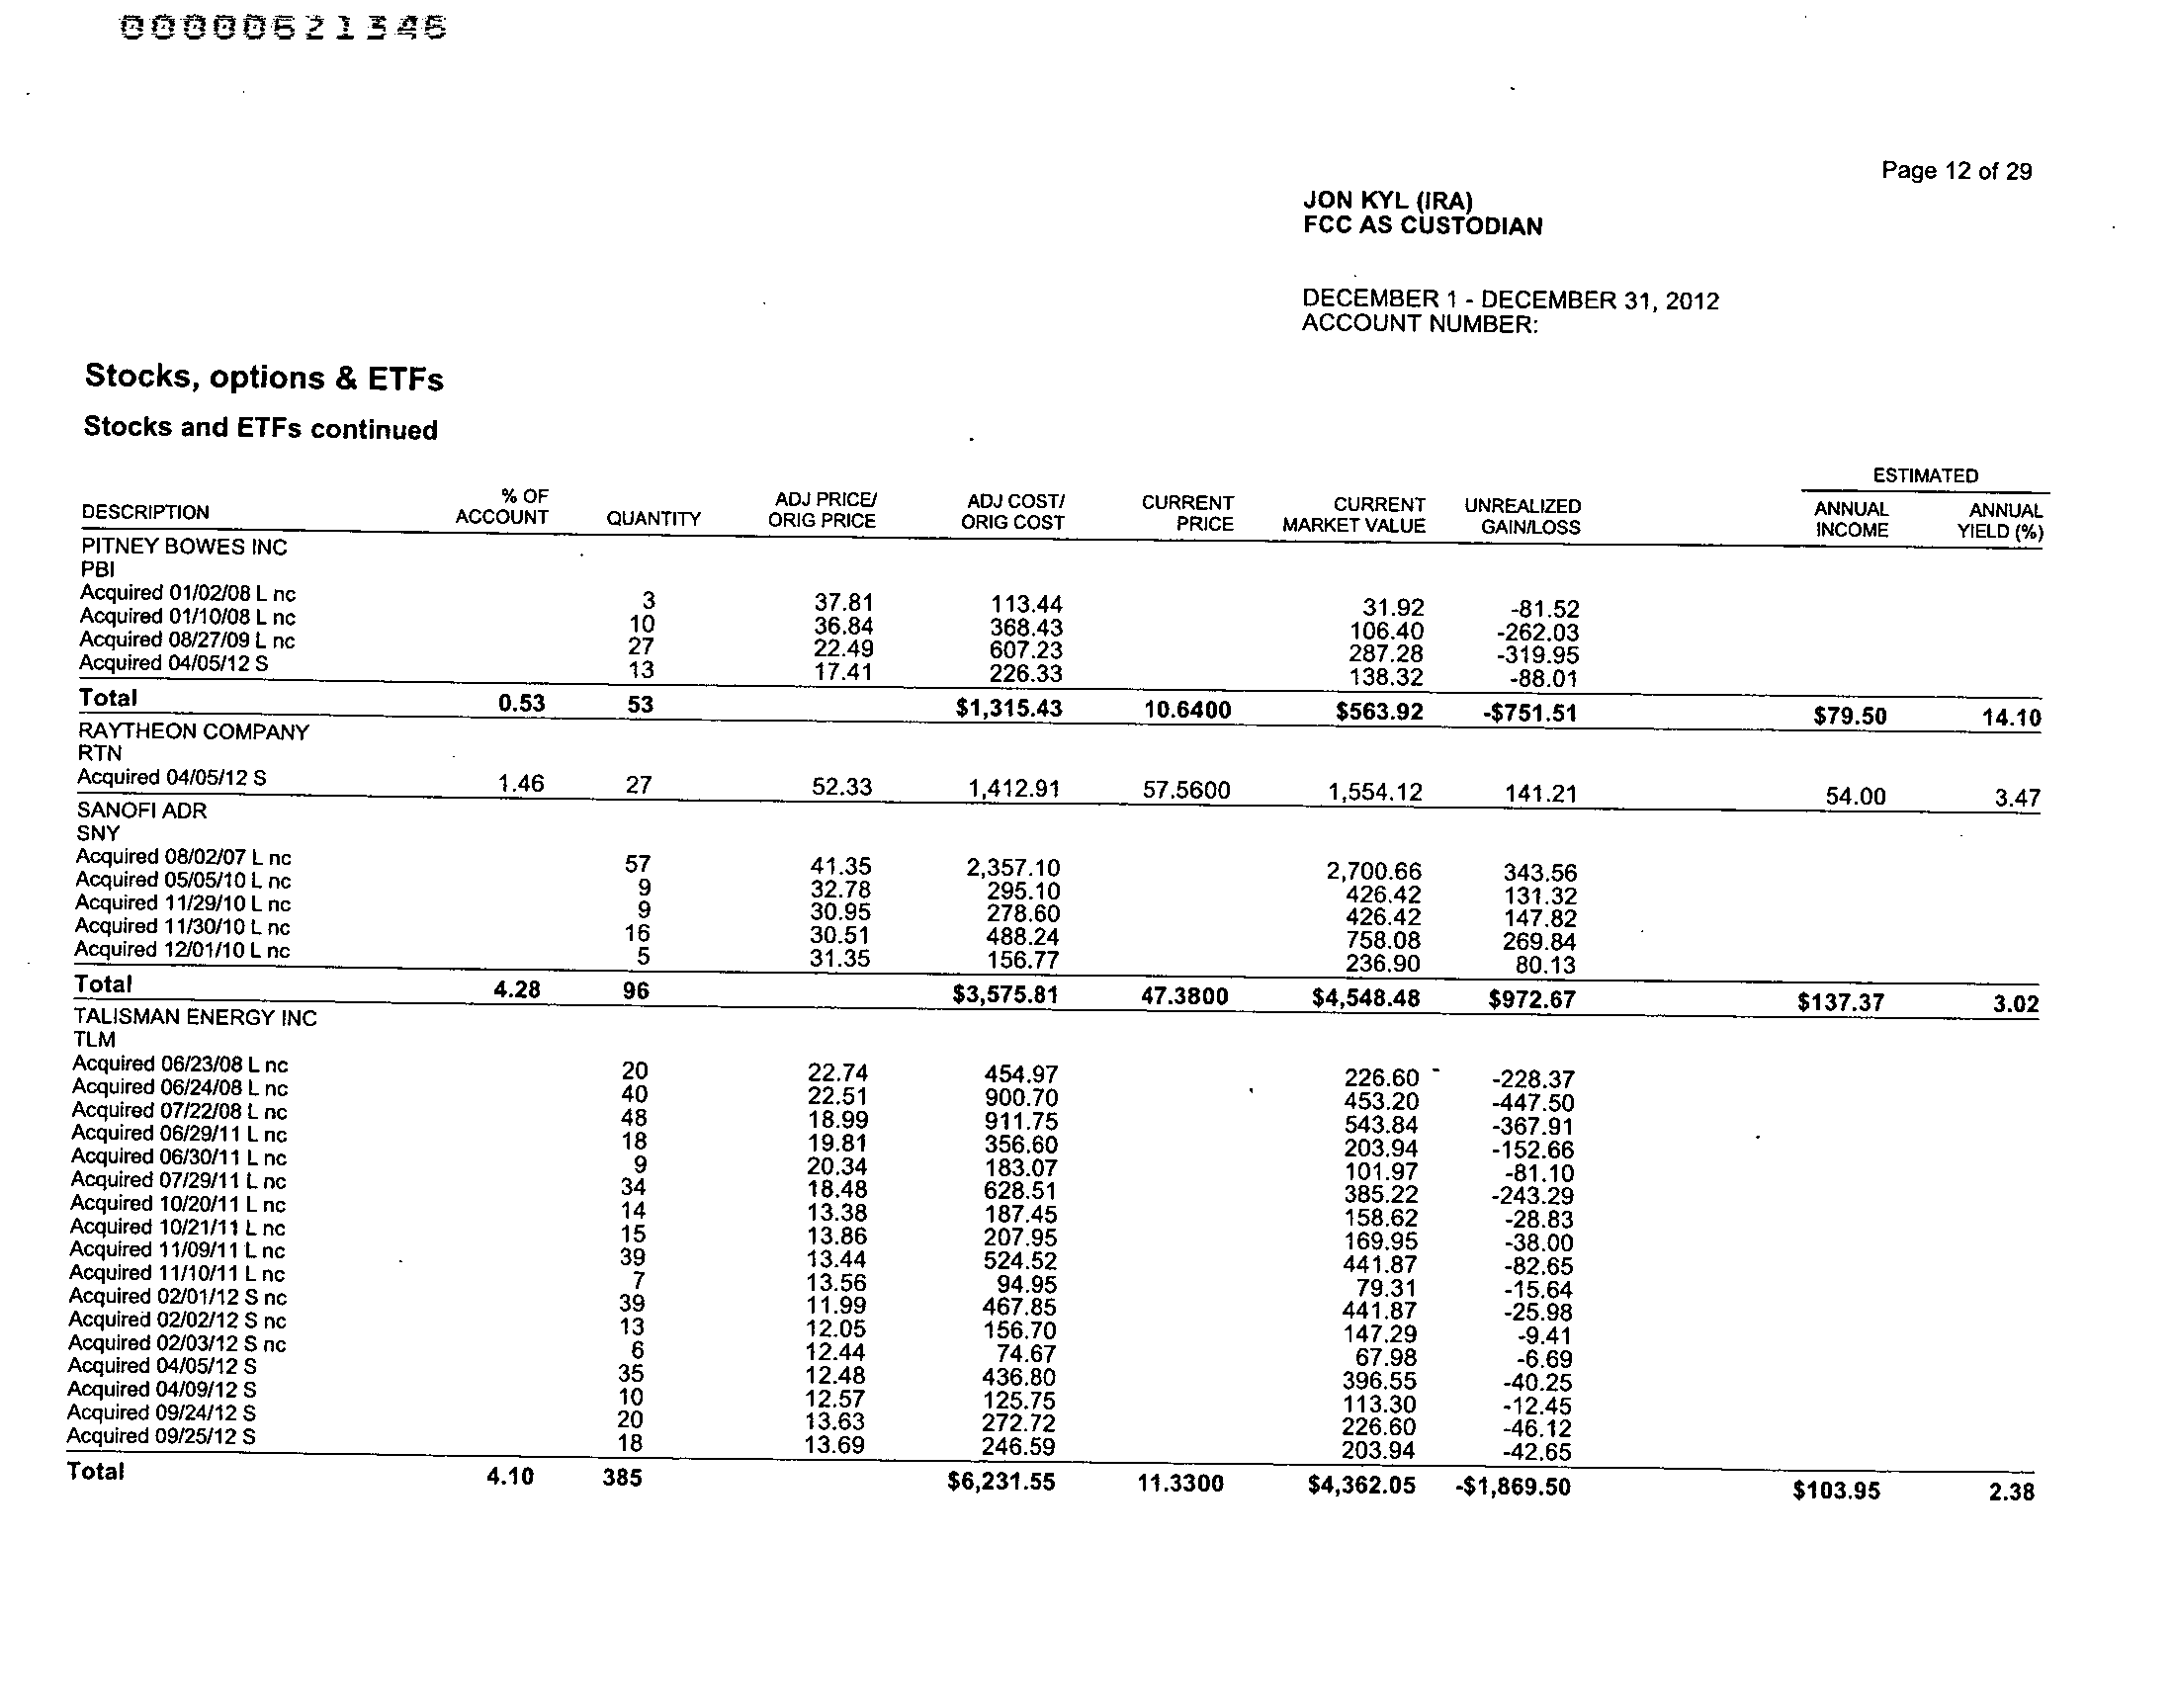 00000621346
Page 12 of 29
JON KYL (IRA)
FCC AS CUSTODIAN
DECEMBER 1 - DECEMBER 31, 2012
ACCOUNT NUMBER:
Stocks, options & ETFs
Stocks and ETFs continued
ESTIMATED
% OF ADJ PRICE/ ADJ COST/ CURRENT CURRENT UNREALIZED ANNUAL ANNUAL
DESCRIPTION ACCOUNT QUANTITY ORIG PRICE ORIG COST PRICE MARKET VALUE GAIN/LOSS INCOME YIELD (%)
PITNEY BOWES INC
PBI
Acquired 01/02/08 L nc 3 37.81 113.44 31.92 -81.52
Acquired 01/10/08 L nc 10 36.84 368.43 106.40 -262.03
Acquired 08/27/09 L nc 27 22.49 607.23 287.28 -319.95
Acquired 04/05/12 S 13 17.41 226.33 138.32 -88.01
Total 0.53 53 $1,315.43 10.6400 $563.92 -$751.51 $79.50 14.10
RAYTHEON COMPANY
RTN
Acquired 04/05/12 S 1.46 27 52.33 1,412.91 57.5600 1,554.12 141.21 54.00 3.47
SANOFI ADR
SNY
Acquired 08/02/07 L nc 57 41.35 2,357.10 2,700.66 343.56
Acquired 05/05/10 L nc 9 32.78 295.10 426.42 131.32
Acquired 11/29/10 L nc 9 30.95 278.60 426.42 147.82
Acquired 11/30/10 L nc 16 30.51 488.24 758.08 269.84
Acquired 12/01/10 L nc 5 31.35 156.77 236.90 80.13
Total 4.28 96 $3,575.81 47.3800 $4,548.48 $972.67 $137.37 3.02
TALISMAN ENERGY INC
TLM
Acquired 06/23/08 L nc 20 22.74 454.97 226.60 -228.37
Acquired 06/24/08 L nc 40 22.51 900.70 453.20 -447.50
Acquired 07/22/08 L nc 48 18.99 911.75 543.84 -367.91
Acquired 06/29/11 L nc 18 19.81 356.60 203.94 -152.66
Acquired 06/30/11 L nc 9 20.34 183.07 101.97 -81.10
Acquired 07/29/11 L nc 34 18.48 628.51 385.22 -243.29
Acquired 10/20/11 L nc 14 13.38 187.45 158.62 -28.83
Acquired 10/21/11 L nc 15 13.86 207.95 169.95 -38.00
Acquired 11/09/11 L nc 39 13.44 524.52 441.87 -82.65
Acquired 11/10/11 L nc 7 13.56 94.95 79.31 -15.64
Acquired 02/01/12 S nc 39 11.99 467.85 441.87 -25.98
Acquired 02/02/12 S nc 13 12.05 156.70 147.29 -9.41
Acquired 02/03/12 S nc 6 12.44 74.67 67.98 -6.69
Acquired 04/05/12 S 35 12.48 436.80 396.55 -40.25
Acquired 04/09/12 S 10 12.57 125.75 113.30 -12.45
Acquired 09/24/12 S 20 13.63 272.72 226.60 -46.12
Acquired 09/25/12 S 18 13.69 246.59 203.94 -42.65
Total 4.10 385 $6,231.55 11.3300 $4,362.05 -$1,869.50 $103.95 2.38